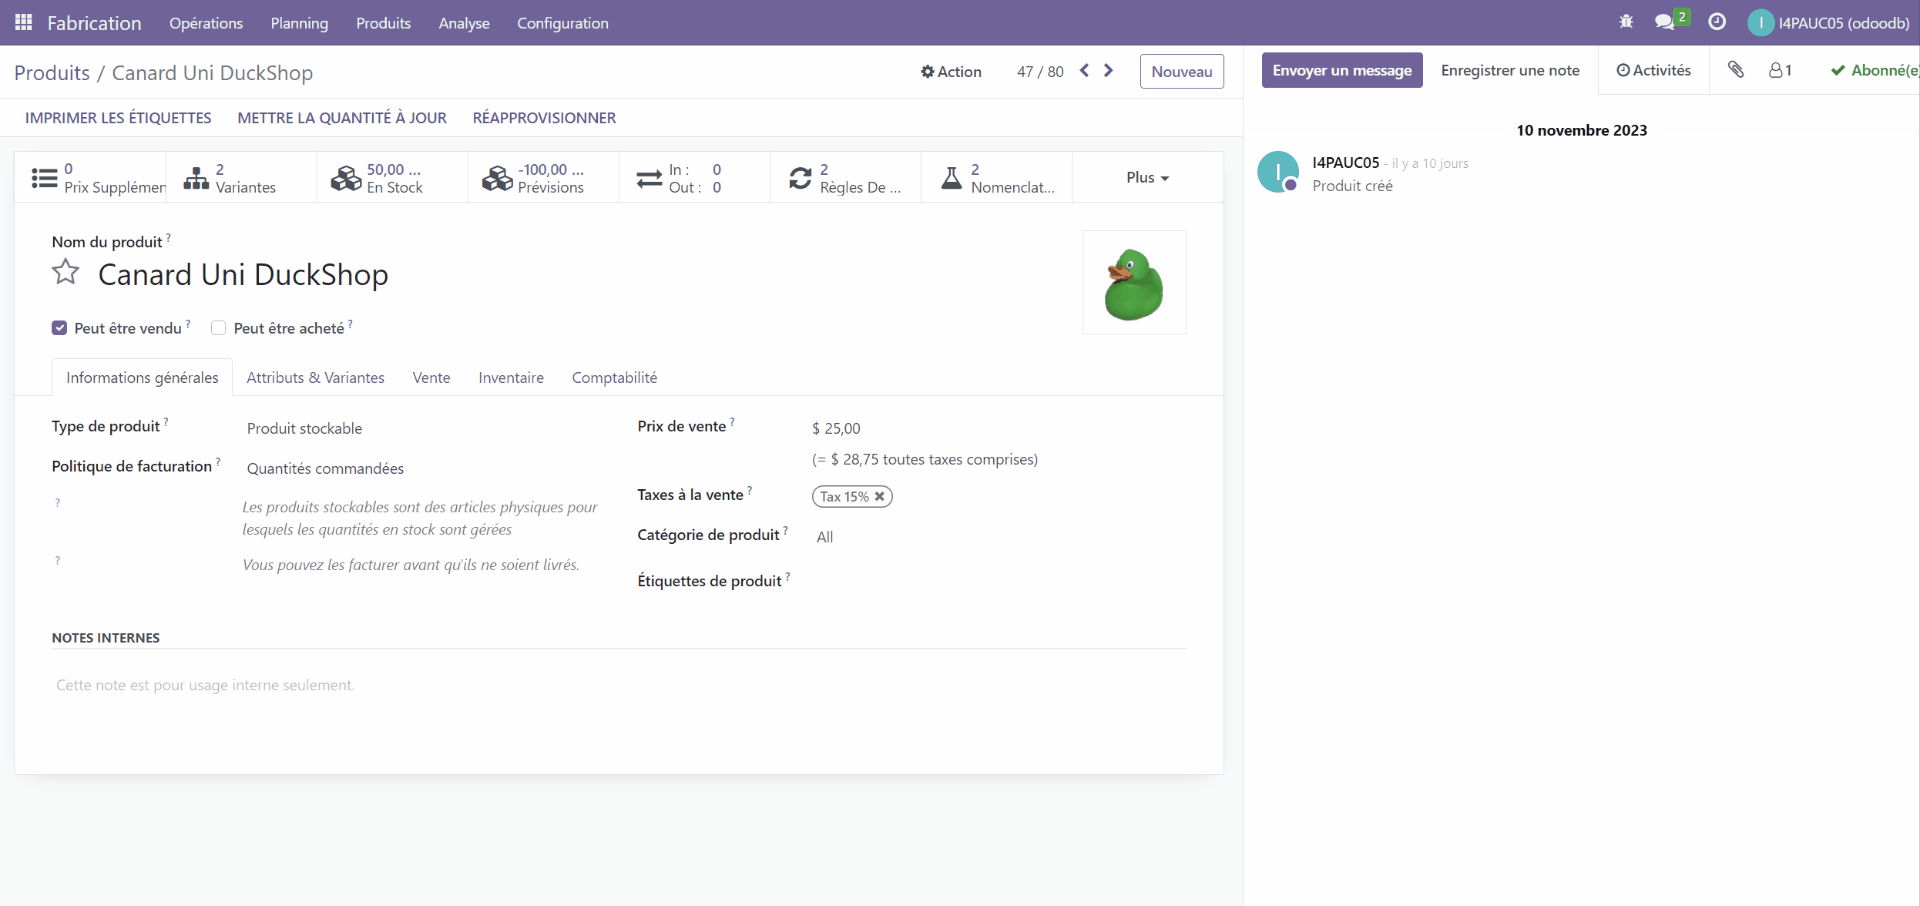 Fabrication
Opérations
Planning
Produits
Analyse
Configuration
2
I
I4PAUC05 (odoodb)
Produits / Canard Uni DuckShop
Action
47 / 80
Nouveau
Envoyer un message
Enregistrer une note
Activités
1
Abonné(e
IMPRIMER LES ÉTIQUETTES
METTRE LA QUANTITÉ À JOUR
RÉAPPROVISIONNER
0
Prix Supplémen
2
Variantes
50,00 ...
En Stock
-100,00 ...
Prévisions
In : 0
Out : 0
2
Règles De ...
2
Nomenclat...
Plus
10 novembre 2023
I
I4PAUC05 - il y a 10 jours
Produit créé
Nom du produit ?
Canard Uni DuckShop
Peut être vendu ?
Peut être acheté ?
Informations générales
Attributs & Variantes
Vente
Inventaire
Comptabilité
Type de produit ?
Produit stockable
Politique de facturation ?
Quantités commandées
?
Les produits stockables sont des articles physiques pour
lesquels les quantités en stock sont gérées
?
Vous pouvez les facturer avant qu'ils ne soient livrés.
Prix de vente ?
$ 25,00
(= $ 28,75 toutes taxes comprises)
Taxes à la vente ?
Tax 15% ✖
Catégorie de produit ?
All
Étiquettes de produit ?
NOTES INTERNES
Cette note est pour usage interne seulement.